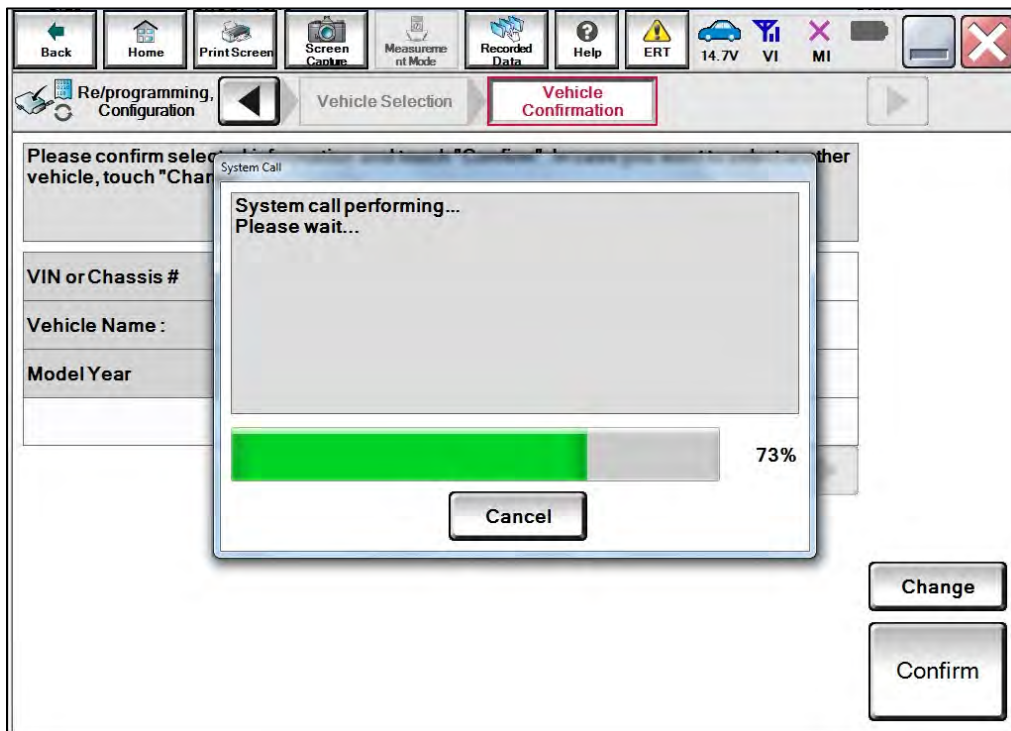 Back
Home
Print Screen
Screen Capture
Measurement Mode
Recorded Data
Help
ERT
14.7V
VI
MI
Re/programming, Configuration
Vehicle Selection
Vehicle Confirmation
Please confirm selec ther
vehicle, touch "Chan
System Call
System call performing...
Please wait...
VIN or Chassis #
Vehicle Name :
Model Year
73%
Cancel
Change
Confirm